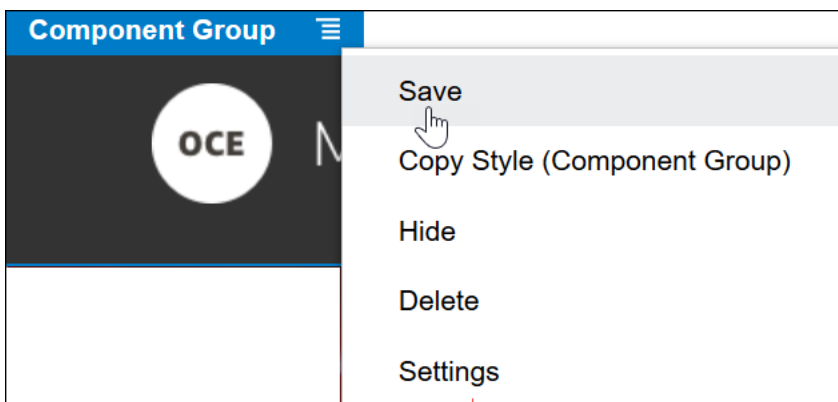 Component Group
OCE
Save
Copy Style (Component Group)
Hide
Delete
Settings